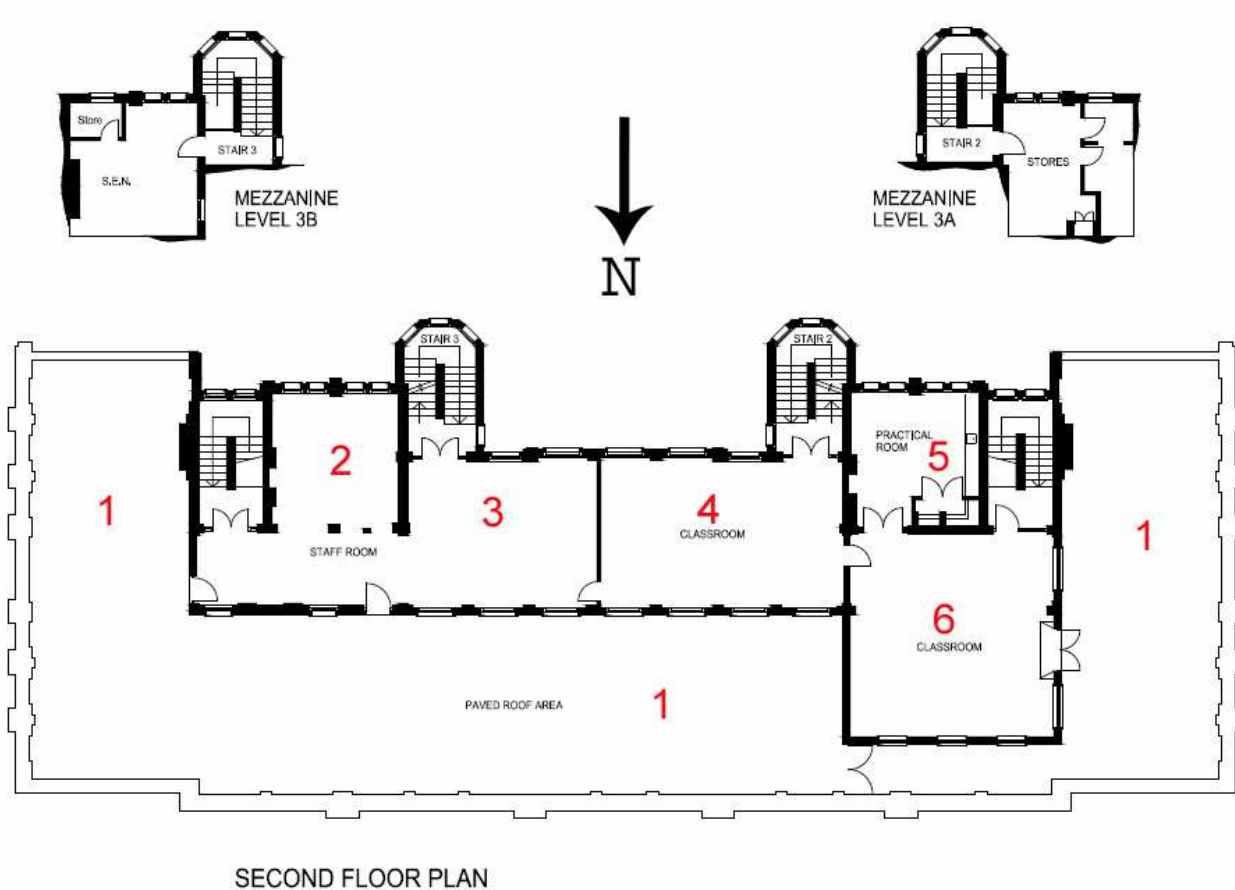 Store
STAIR 3
S.E.N.
MEZZANINE
LEVEL 3B
N
STAIR 2
STORES
MEZZANINE
LEVEL 3A
STAIR 3
STAIR 2
PRACTICAL
ROOM
1
2
3
4
5
1
STAFF ROOM
CLASSROOM
6
CLASSROOM
PAVED ROOF AREA
1
SECOND FLOOR PLAN